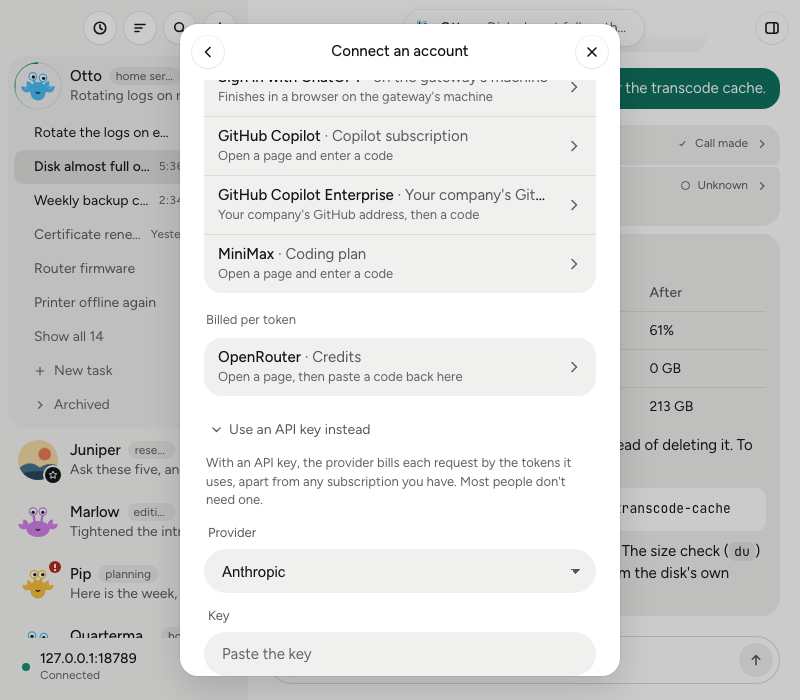 Otto
home ser...
Rotating logs on
Rotate the logs on e...
Disk almost full o...
5:36
Weekly backup c...
2:34
Certificate rene...
Yeste
Router firmware
Printer offline again
Show all 14
New task
Archived
Juniper
rese...
Ask these five, an
Marlow
editi...
Tightened the intr
Pip
planning
Here is the week,
Quarterma
127.0.0.1:18789
Connected
Connect an account
Finishes in a browser on the gateway's machine
GitHub Copilot · Copilot subscription
Open a page and enter a code
GitHub Copilot Enterprise · Your company's Git...
Your company's GitHub address, then a code
MiniMax · Coding plan
Open a page and enter a code
Billed per token
OpenRouter · Credits
Open a page, then paste a code back here
Use an API key instead
With an API key, the provider bills each request by the tokens it
uses, apart from any subscription you have. Most people don't
need one.
Provider
Anthropic
Key
Paste the key
the transcode cache.
Call made
Unknown
After
61%
0 GB
213 GB
ead of deleting it. To
transcode-cache
The size check ( du )
m the disk's own